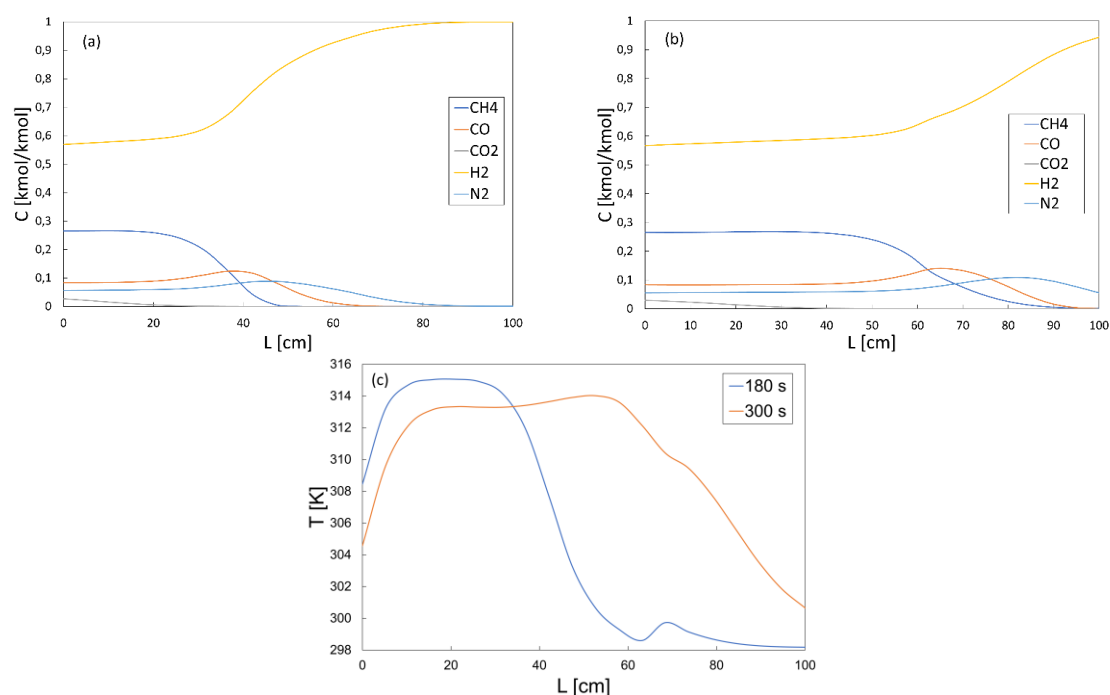 (a)
C [kmol/kmol]
1
0,9
0,8
0,7
0,6
0,5
0,4
0,3
0,2
0,1
0
0 20 40 60 80 100
L [cm]
CH4
CO
CO2
H2
N2
(b)
C [kmol/kmol]
1
0,9
0,8
0,7
0,6
0,5
0,4
0,3
0,2
0,1
0
0 10 20 30 40 50 60 70 80 90 100
L [cm]
CH4
CO
CO2
H2
N2
(c)
T [K]
316
314
312
310
308
306
304
302
300
298
0 20 40 60 80 100
L [cm]
180 s
300 s